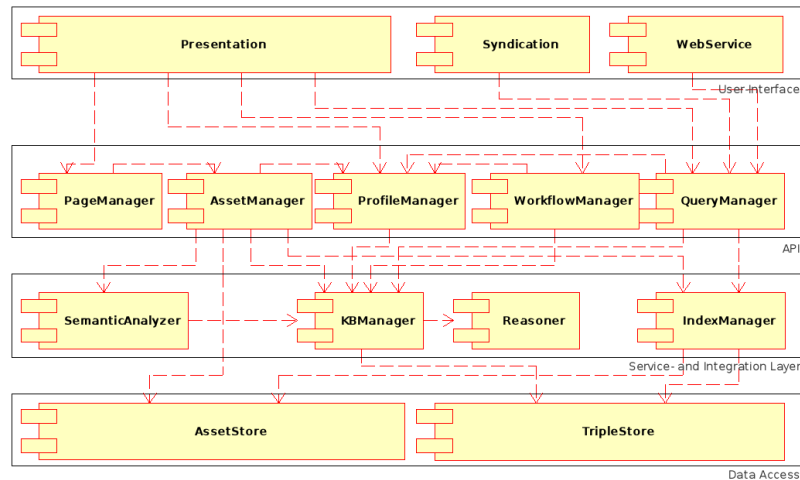 Presentation
Syndication
WebService
User Interface
PageManager
AssetManager
ProfileManager
WorkflowManager
QueryManager
API
SemanticAnalyzer
KBManager
Reasoner
IndexManager
Service- and Integration Layer
AssetStore
TripleStore
Data Access